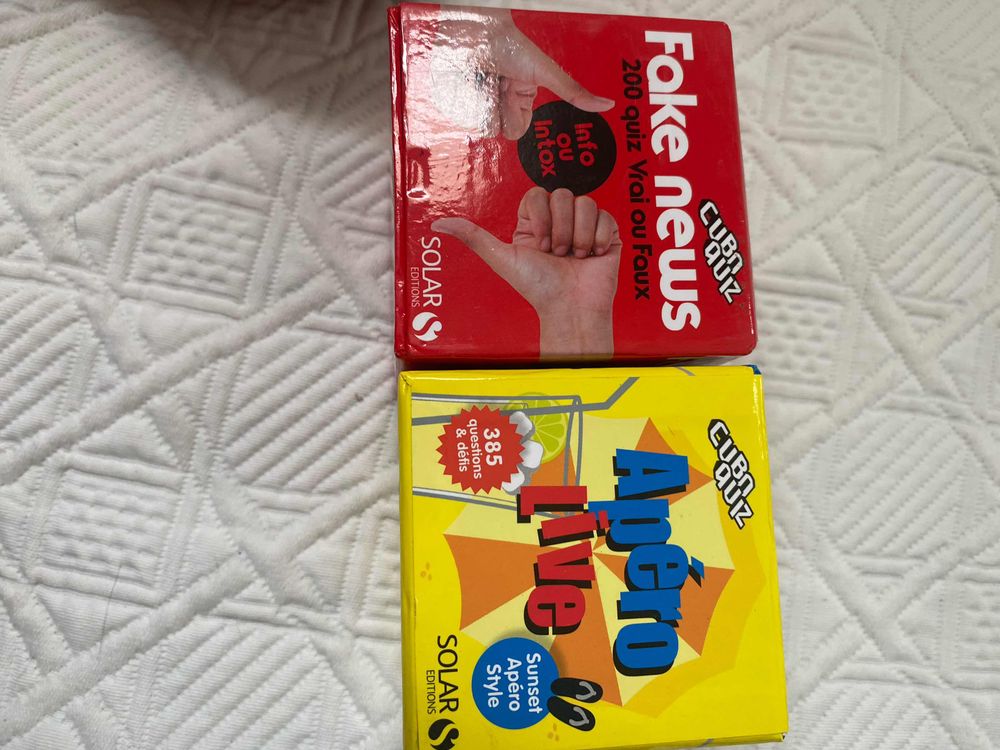 CUBO
QUIZ
Fake news
200 quiz Vrai ou Faux
Info
ou
Intox
SOLAR
EDITIONS
CUBO
QUIZ
Apéro
Live
385
questions
& défis
Sunset
Apéro
Style
SOLAR
EDITIONS